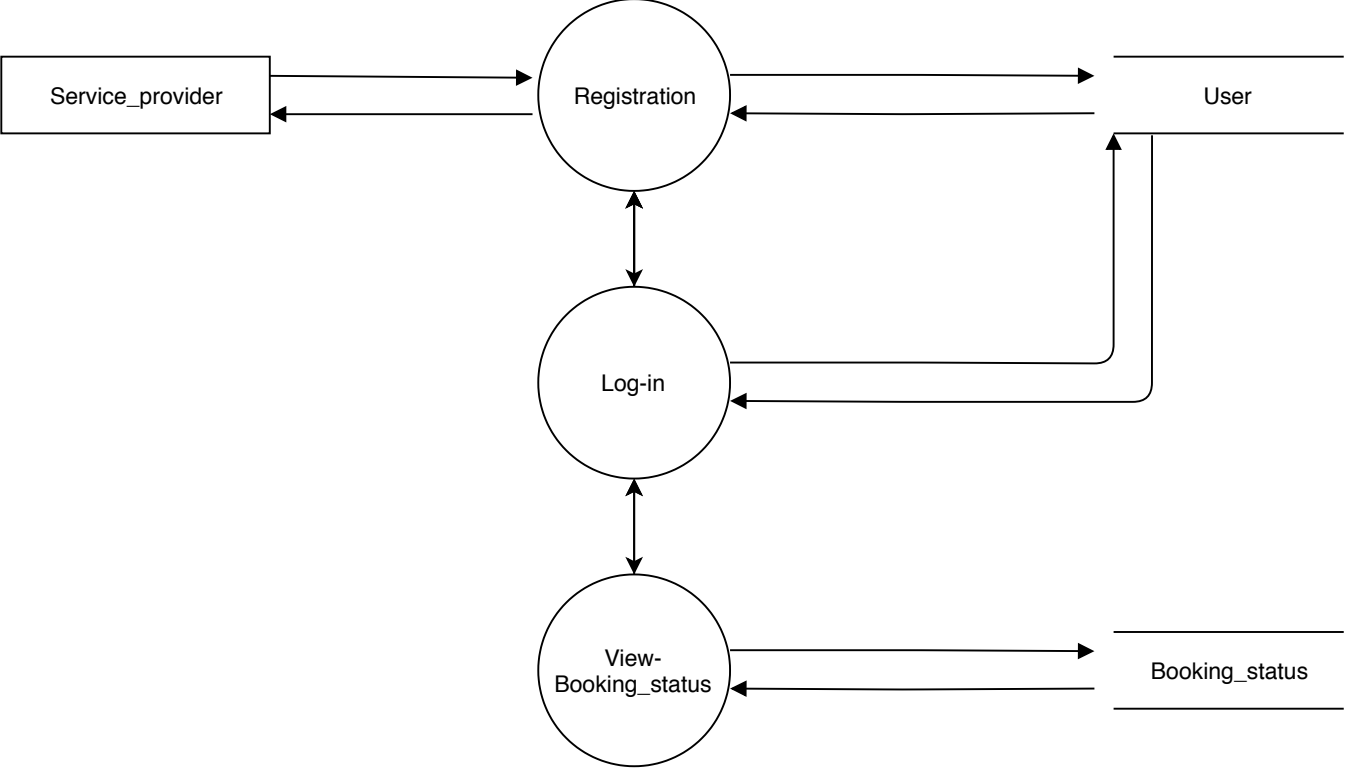 Service_provider
Registration
User
Log-in
View-
Booking_status
Booking_status